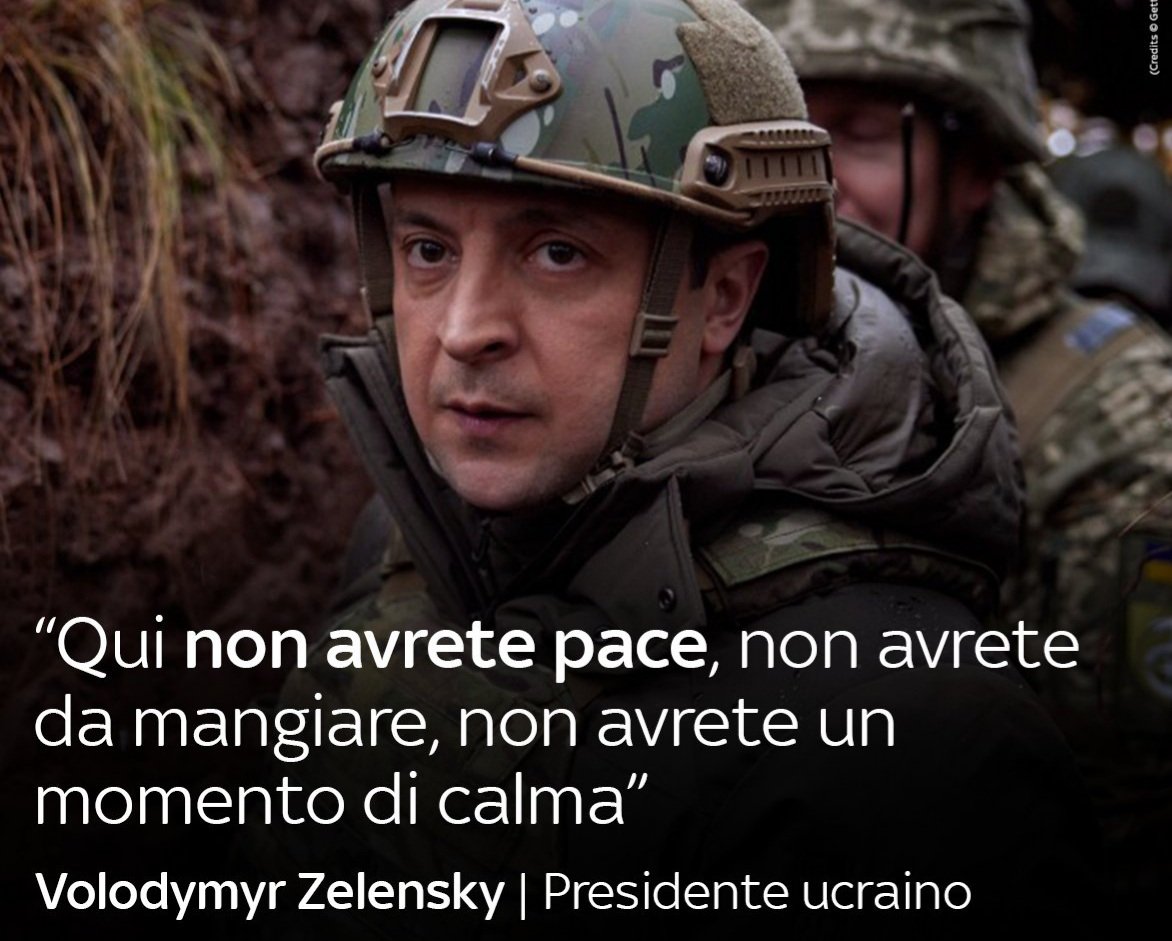 (Credits © Gett
“Qui non avrete pace, non avrete
da mangiare, non avrete un
momento di calma”
Volodymyr Zelensky | Presidente ucraino